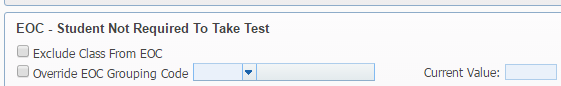 EOC - Student Not Required To Take Test
Exclude Class From EOC
Override EOC Grouping Code Current Value: